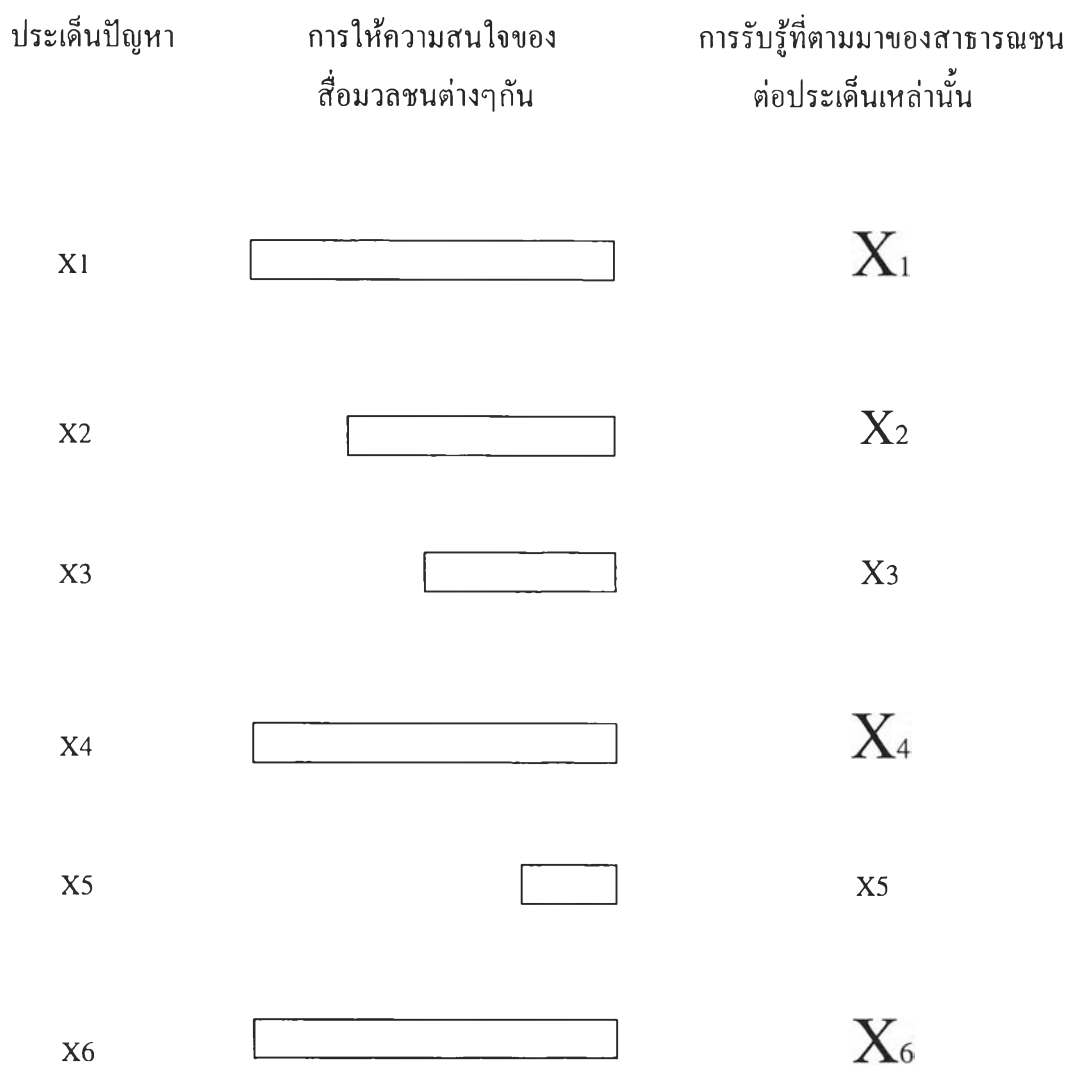 ประเด็นปัญหา การให้ความสนใจของ การรับรู้ที่ตามมาของสาธารณชน
สื่อมวลชนต่างๆกัน ต่อประเด็นเหล่านั้น
X1 X1
X2 X2
X3 X3
X4 X4
X5 X5
X6 X6